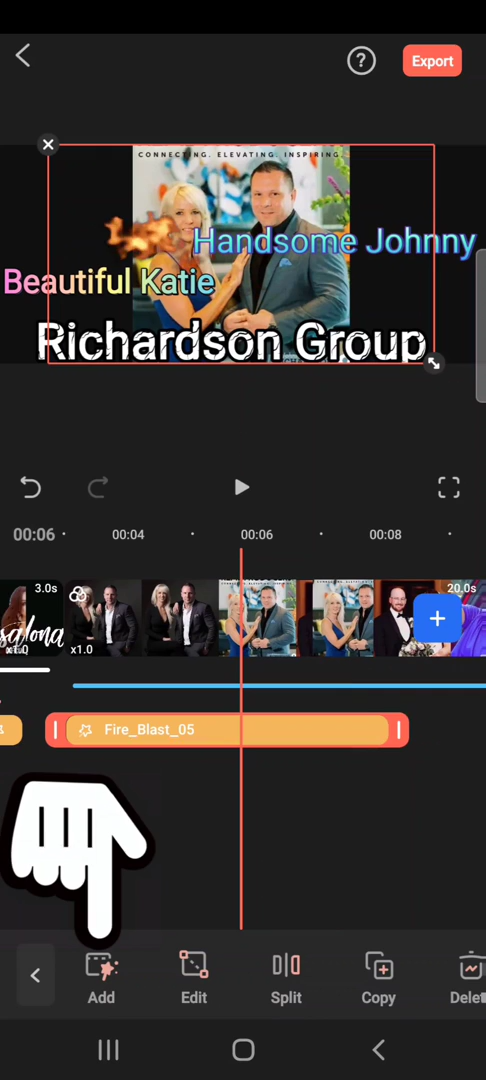 Export
CONNECTING. ELEVATING. INSPIRING.
Handsome Johnny
Beautiful Katie
Richardson Group
00:06
00:04
00:06
00:08
3.0s
20.0s
salona
x1.0
x1.0
Fire_Blast_05
Add
Edit
Split
Copy